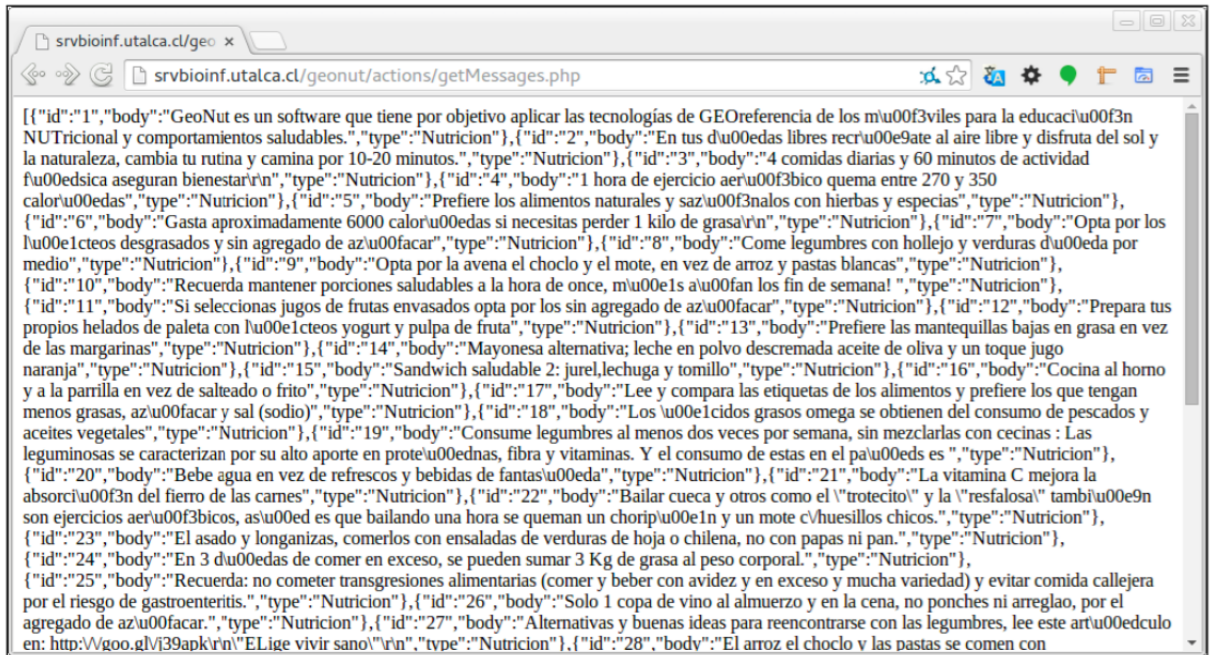 srvbioinf.utalca.cl/geo
srvbioinf.utalca.cl/geonut/actions/getMessages.php
[{"id":"1","body":"GeoNut es un software que tiene por objetivo aplicar las tecnologías de GEOreferencia de los m\u00f3viles para la educaci\u00f3n
NUTricional y comportamientos saludables.","type":"Nutricion"},{"id":"2","body":"En tus d\u00edas libres recr\u00e9ate al aire libre y disfruta del sol y
la naturaleza, cambia tu rutina y camina por 10-20 minutos.","type":"Nutricion"},{"id":"3","body":"4 comidas diarias y 60 minutos de actividad
f\u00edsica aseguran bienestar\r\n","type":"Nutricion"},{"id":"4","body":"1 hora de ejercicio aer\u00f3bico quema entre 270 y 350
calor\u00edas","type":"Nutricion"},{"id":"5","body":"Prefiere los alimentos naturales y saz\u00f3nalos con hierbas y especias","type":"Nutricion"},
{"id":"6","body":"Gasta aproximadamente 6000 calor\u00edas si necesitas perder 1 kilo de grasa\r\n","type":"Nutricion"},{"id":"7","body":"Opta por los
l\u00e1cteos desgrasados y sin agregado de az\u00facar","type":"Nutricion"},{"id":"8","body":"Come legumbres con hollejo y verduras d\u00eda por
medio","type":"Nutricion"},{"id":"9","body":"Opta por la avena el choclo y el mote, en vez de arroz y pastas blancas","type":"Nutricion"},
{"id":"10","body":"Recuerda mantener porciones saludables a la hora de once, m\u00e1s a\u00fan los fin de semana! ","type":"Nutricion"},
{"id":"11","body":"Si seleccionas jugos de frutas envasados opta por los sin agregado de az\u00facar","type":"Nutricion"},{"id":"12","body":"Prepara tus
propios helados de paleta con l\u00e1cteos yogurt y pulpa de fruta","type":"Nutricion"},{"id":"13","body":"Prefiere las mantequillas bajas en grasa en vez
de las margarinas","type":"Nutricion"},{"id":"14","body":"Mayonesa alternativa; leche en polvo descremada aceite de oliva y un toque jugo
naranja","type":"Nutricion"},{"id":"15","body":"Sandwich saludable 2: jurel,lechuga y tomillo","type":"Nutricion"},{"id":"16","body":"Cocina al horno
y a la parrilla en vez de salteado o frito","type":"Nutricion"},{"id":"17","body":"Lee y compara las etiquetas de los alimentos y prefiere los que tengan
menos grasas, az\u00facar y sal (sodio)","type":"Nutricion"},{"id":"18","body":"Los \u00e1cidos grasos omega se obtienen del consumo de pescados y
aceites vegetales","type":"Nutricion"},{"id":"19","body":"Consume legumbres al menos dos veces por semana, sin mezclarlas con cecinas : Las
leguminosas se caracterizan por su alto aporte en prote\u00ednas, fibra y vitaminas. Y el consumo de estas en el pa\u00eds es ","type":"Nutricion"},
{"id":"20","body":"Bebe agua en vez de refrescos y bebidas de fantas\u00eda","type":"Nutricion"},{"id":"21","body":"La vitamina C mejora la
absorci\u00f3n del fierro de las carnes","type":"Nutricion"},{"id":"22","body":"Bailar cueca y otros como el \"trotecito\" y la \"resfalosa\" tambi\u00e9n
son ejercicios aer\u00f3bicos, as\u00ed es que bailando una hora se queman un chorip\u00e1n y un mote c\/huesillos chicos.","type":"Nutricion"},
{"id":"23","body":"El asado y longanizas, comerlos con ensaladas de verduras de hoja o chilena, no con papas ni pan.","type":"Nutricion"},
{"id":"24","body":"En 3 d\u00edas de comer en exceso, se pueden sumar 3 Kg de grasa al peso corporal.","type":"Nutricion"},
{"id":"25","body":"Recuerda: no cometer transgresiones alimentarias (comer y beber con avidez y en exceso y mucha variedad) y evitar comida callejera
por el riesgo de gastroenteritis.","type":"Nutricion"},{"id":"26","body":"Solo 1 copa de vino al almuerzo y en la cena, no ponches ni arreglao, por el
agregado de az\u00facar.","type":"Nutricion"},{"id":"27","body":"Alternativas y buenas ideas para reencontrarse con las legumbres, lee este art\u00edculo
en: http:\/\/goo.gl\/j39apk\r\n\"ELige vivir sano\"\r\n","type":"Nutricion"},{"id":"28","body":"El arroz el choclo y las pastas se comen con